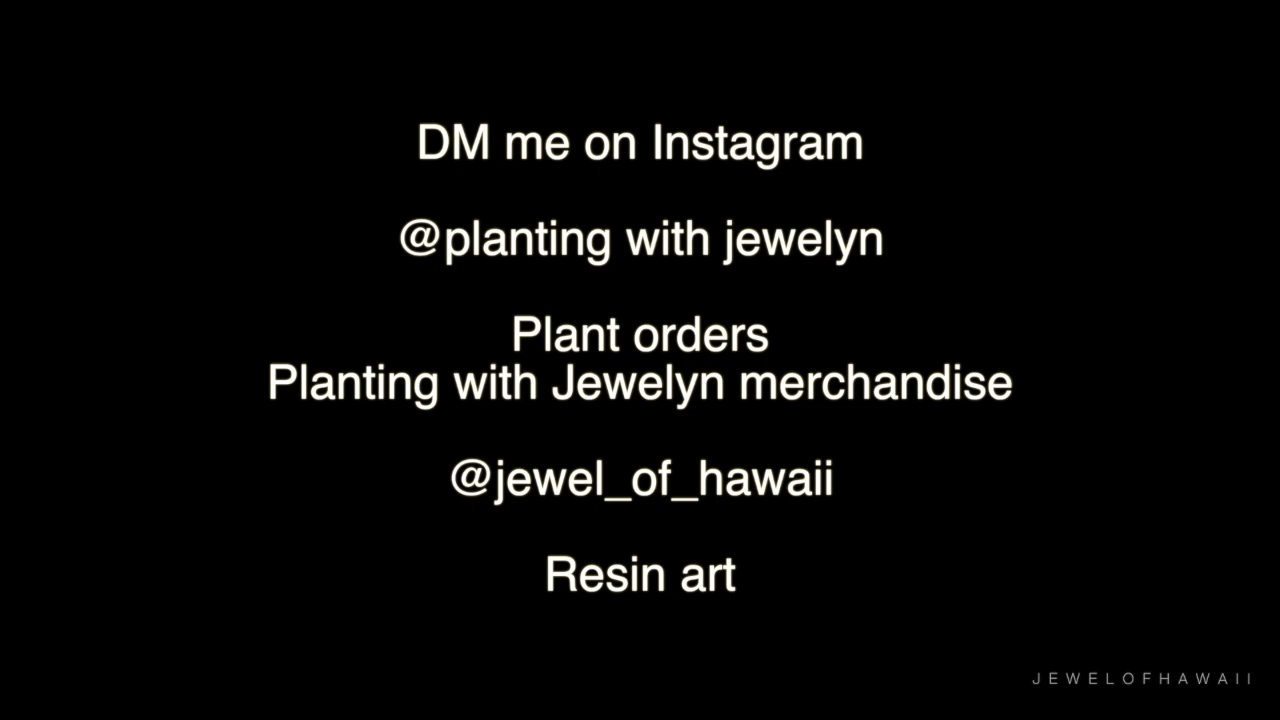 DM me on Instagram
@planting with jewelyn
Plant orders
Planting with Jewelyn merchandise
@jewel_of_hawaii
Resin art
JEWELOFHAWAII